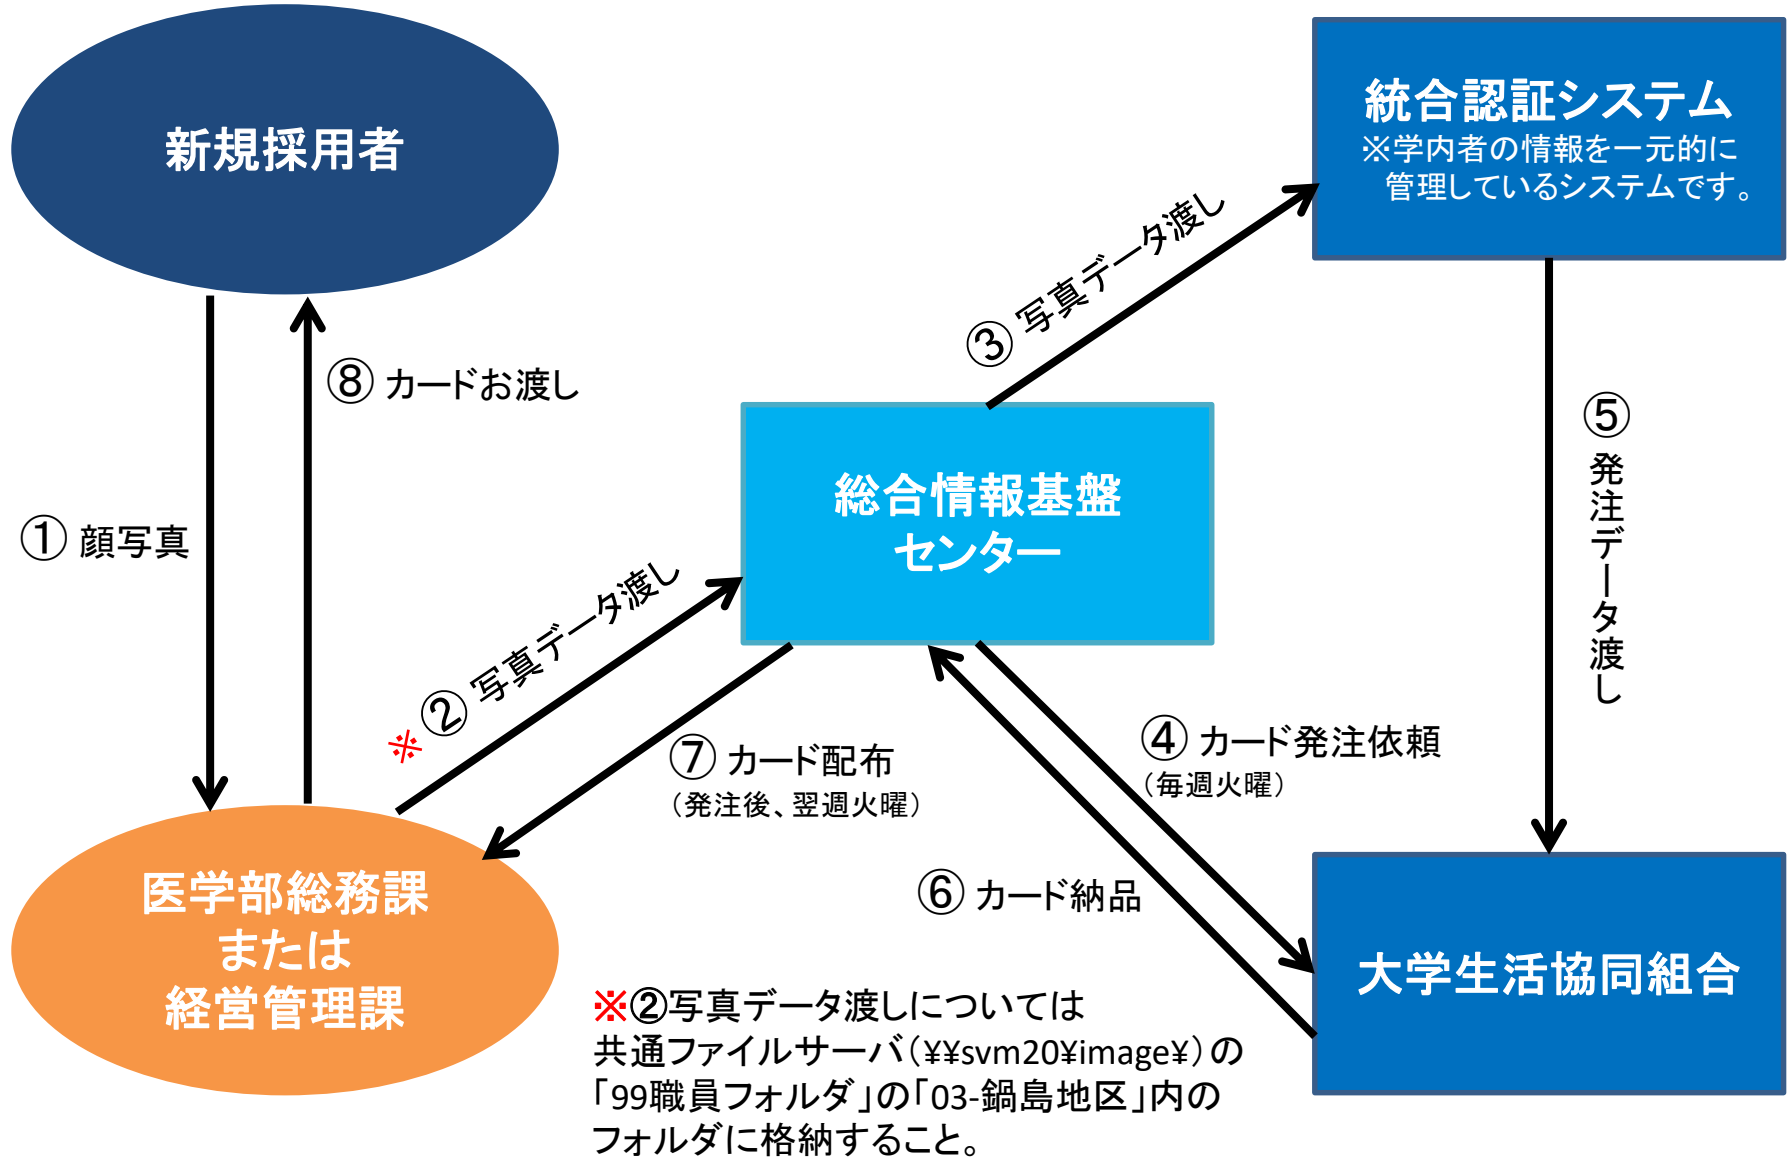 新規採用者
統合認証システム
※学内者の情報を一元的に
管理しているシステムです。
③ 写真データ渡し
⑧ カードお渡し
⑤ 発注データ渡し
総合情報基盤
センター
① 顔写真
※② 写真データ渡し
⑦ カード配布
（発注後、翌週火曜）
④ カード発注依頼
（毎週火曜）
⑥ カード納品
医学部総務課
または
経営管理課
大学生活協同組合
※②写真データ渡しについては
共通ファイルサーバ（¥¥svm20¥image¥）の
「99職員フォルダ」の「03-鍋島地区」内の
フォルダに格納すること。